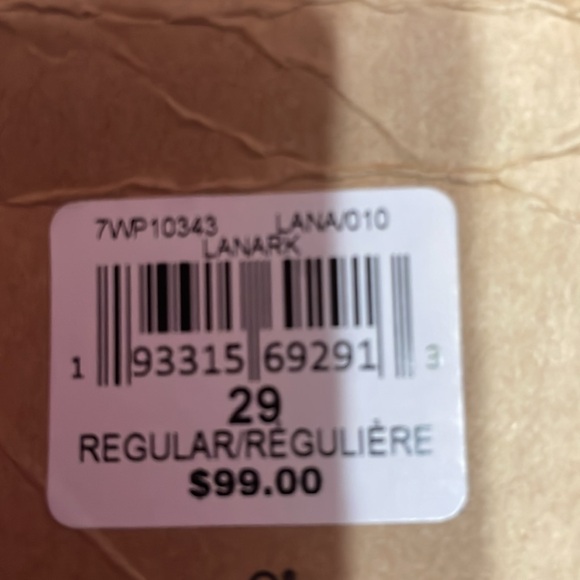 7WP10343 LANA/010
LANARK
1 93315 69291 3
29
REGULAR/RÉGULIÈRE
$99.00